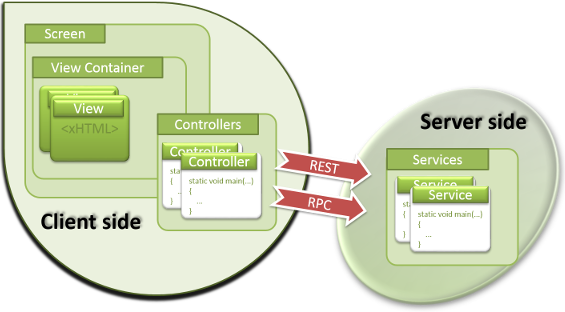 Screen
View Container
View
<xHTML>
Controllers
Controller
Controller
static void main(...)
{
...
}
Client side
REST
RPC
Server side
Services
Service
Service
static void main(...)
{
...
}